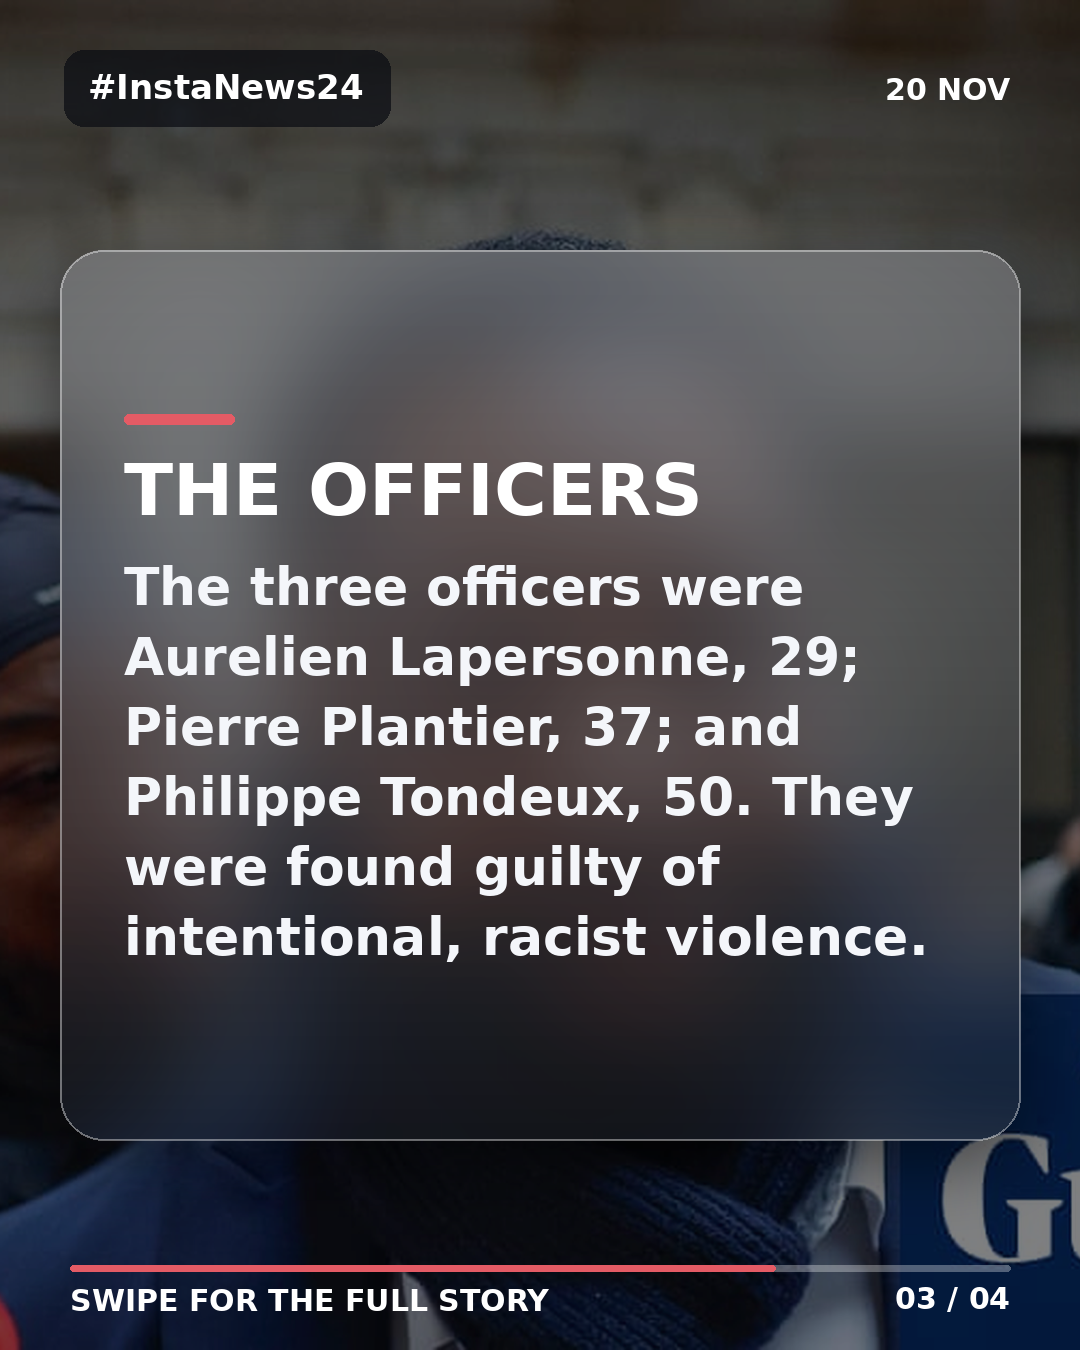 #InstaNews24
20 NOV
THE OFFICERS
The three officers were
Aurelien Lapersonne, 29;
Pierre Plantier, 37; and
Philippe Tondeux, 50. They
were found guilty of
intentional, racist violence.
SWIPE FOR THE FULL STORY
03 / 04